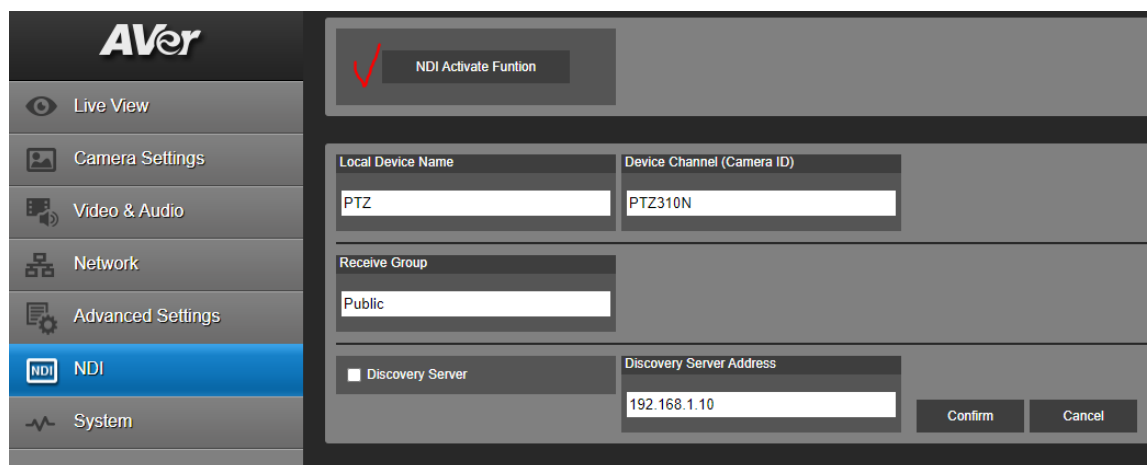 AVer
Live View
Camera Settings
Video & Audio
Network
Advanced Settings
NDI NDI
System
NDI Activate Funtion
Local Device Name
Device Channel (Camera ID)
PTZ
PTZ310N
Receive Group
Public
Discovery Server
Discovery Server Address
192.168.1.10
Confirm
Cancel